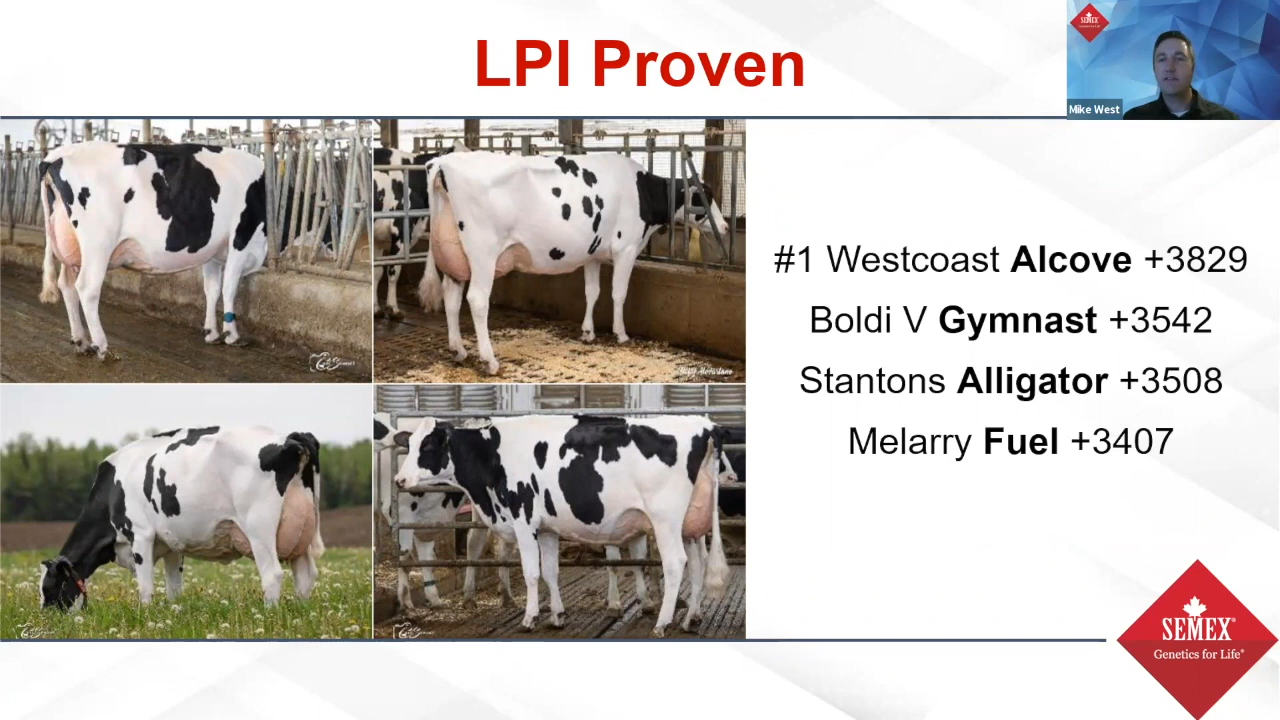 LPI Proven
SEMEX
Mike West
#1 Westcoast Alcove +3829
Boldi V Gymnast +3542
Stantons Alligator +3508
Melarry Fuel +3407
SEMEX®
Genetics for Life®